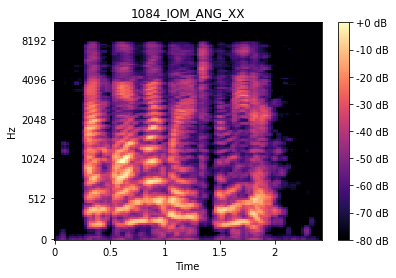 1084_IOM_ANG_XX
Hz
8192
4096
2048
1024
512
0
0 0.5 1 1.5 2
Time
+0 dB
-10 dB
-20 dB
-30 dB
-40 dB
-50 dB
-60 dB
-70 dB
-80 dB